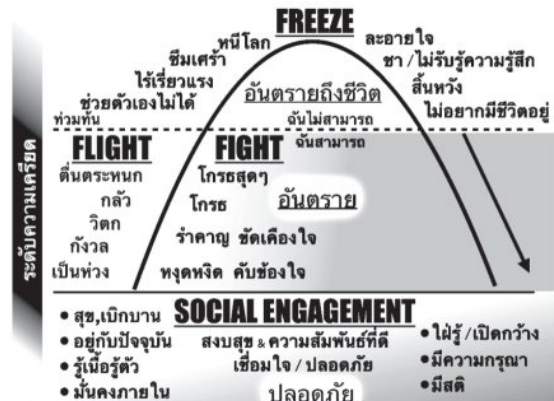 FREEZE
หนีโลก
ซึมเศร้า
ไร้เรี่ยวแรง
ช่วยตัวเองไม่ได้
ละอายใจ
ชา / ไม่รับรู้ความรู้สึก
สิ้นหวัง
ไม่อยากมีชีวิตอยู่
อันตรายถึงชีวิต
ท่วมท้น
ฉันไม่สามารถ
ฉันสามารถ
ระดับความเครียด
FLIGHT
ตื่นตระหนก
กลัว
วิตก
กังวล
เป็นห่วง
FIGHT
โกรธสุดๆ
โกรธ
รำคาญ ขัดเคืองใจ
หงุดหงิด คับข้องใจ
อันตราย
SOCIAL ENGAGEMENT
• สุข,เบิกบาน
• อยู่กับปัจจุบัน
• รู้เนื้อรู้ตัว
• มั่นคงภายใน
สงบสุข & ความสัมพันธ์ที่ดี
เชื่อมใจ / ปลอดภัย
ปลอดภัย
• ใฝ่รู้ / เปิดกว้าง
• มีความกรุณา
• มีสติ